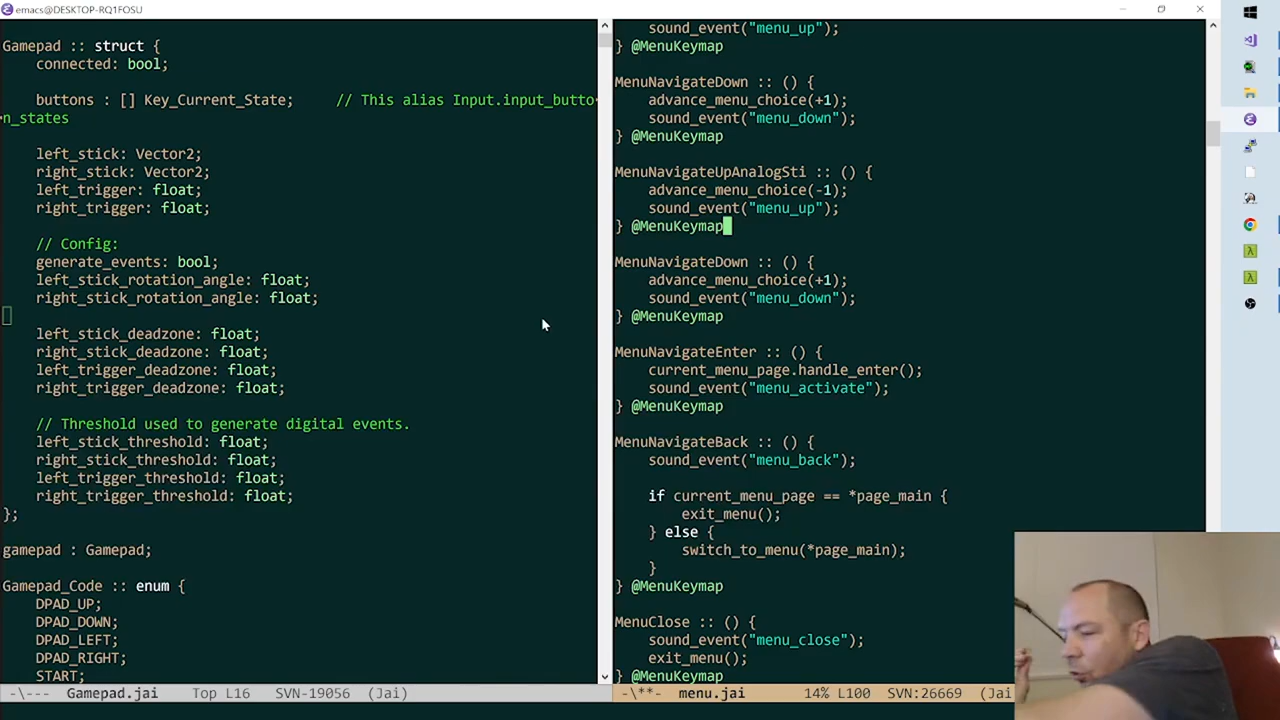 emacs@DESKTOP-RQ1FOSU
Gamepad :: struct {
    connected: bool;
    buttons : [] Key_Current_State;     // This alias Input.input_butto
n_states
    left_stick: Vector2;
    right_stick: Vector2;
    left_trigger: float;
    right_trigger: float;
    // Config:
    generate_events: bool;
    left_stick_rotation_angle: float;
    right_stick_rotation_angle: float;
    left_stick_deadzone: float;
    right_stick_deadzone: float;
    left_trigger_deadzone: float;
    right_trigger_deadzone: float;
    // Threshold used to generate digital events.
    left_stick_threshold: float;
    right_stick_threshold: float;
    left_trigger_threshold: float;
    right_trigger_threshold: float;
};
gamepad : Gamepad;
Gamepad_Code :: enum {
    DPAD_UP;
    DPAD_DOWN;
    DPAD_LEFT;
    DPAD_RIGHT;
    START;
-\---  Gamepad.jai      Top L16    SVN-19056  (Jai)
    sound_event("menu_up");
} @MenuKeymap
MenuNavigateDown :: () {
    advance_menu_choice(+1);
    sound_event("menu_down");
} @MenuKeymap
MenuNavigateUpAnalogSti :: () {
    advance_menu_choice(-1);
    sound_event("menu_up");
} @MenuKeymap
MenuNavigateDown :: () {
    advance_menu_choice(+1);
    sound_event("menu_down");
} @MenuKeymap
MenuNavigateEnter :: () {
    current_menu_page.handle_enter();
    sound_event("menu_activate");
} @MenuKeymap
MenuNavigateBack :: () {
    sound_event("menu_back");
    if current_menu_page == *page_main {
        exit_menu();
    } else {
        switch_to_menu(*page_main);
    }
} @MenuKeymap
MenuClose :: () {
    sound_event("menu_close");
    exit_menu();
} @MenuKeymap
-\**-  menu.jai       14% L100   SVN:26669  (Jai